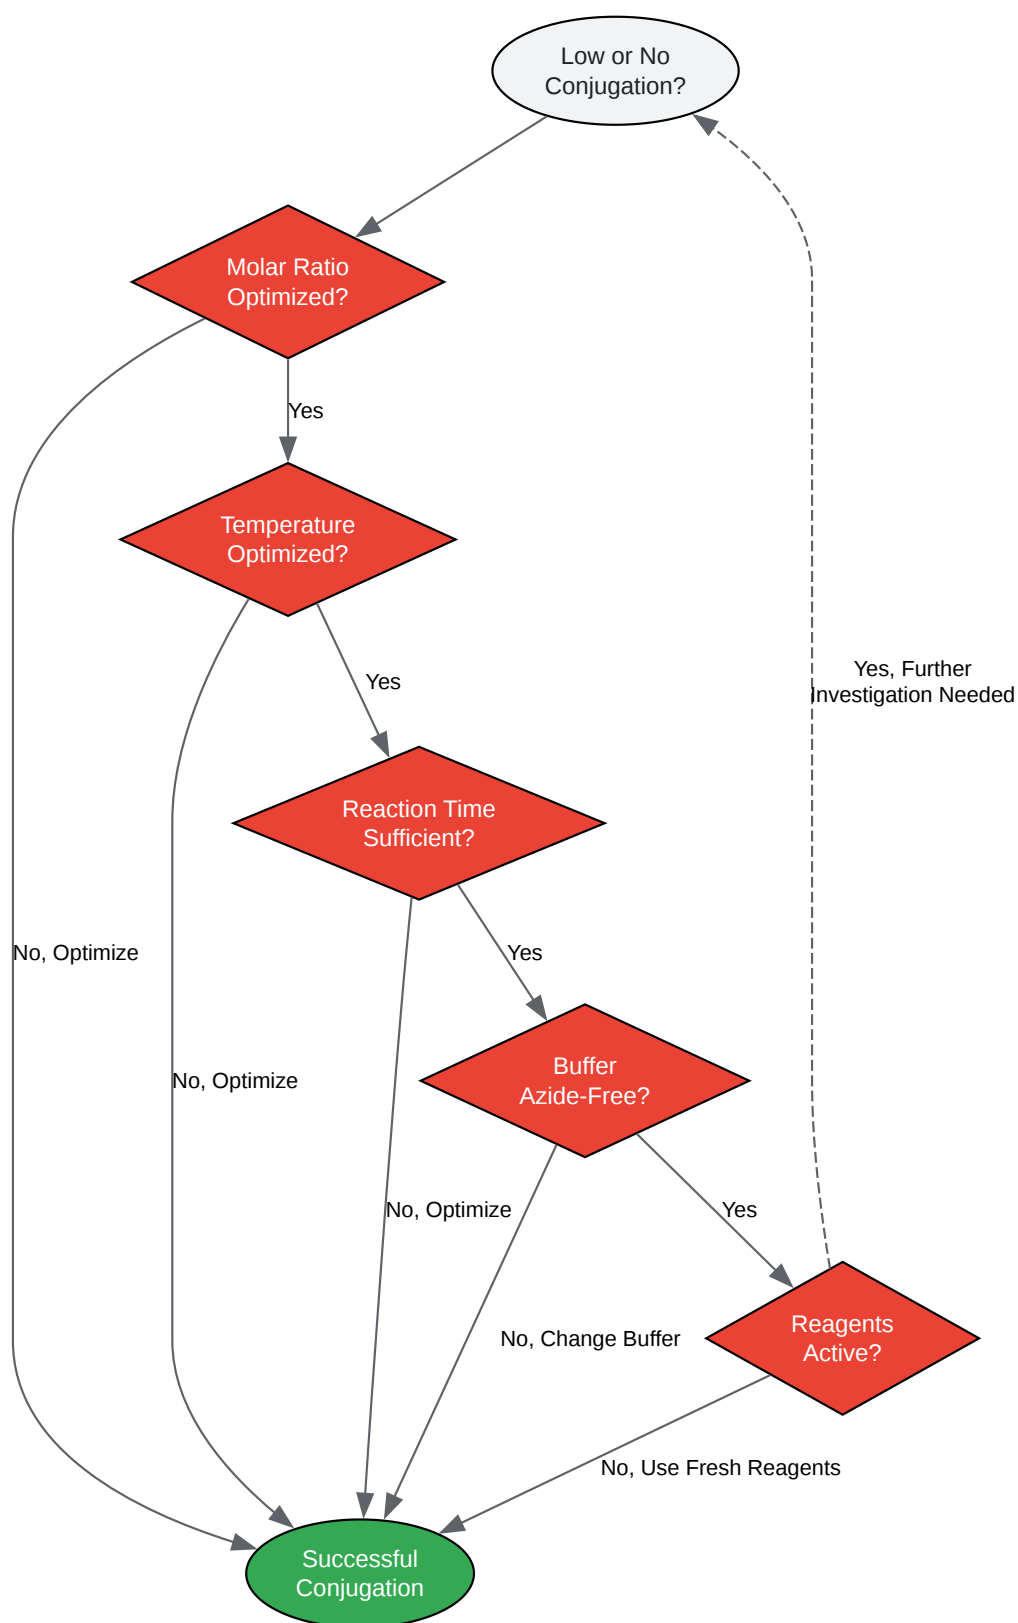 Low or No
Conjugation?
Molar Ratio
Optimized?
Yes
Temperature
Optimized?
Yes
Yes, Further
Investigation Needed
Reaction Time
Sufficient?
No, Optimize
Yes
Buffer
Azide-Free?
No, Optimize
No, Optimize
Yes
No, Change Buffer
Reagents
Active?
No, Use Fresh Reagents
Successful
Conjugation